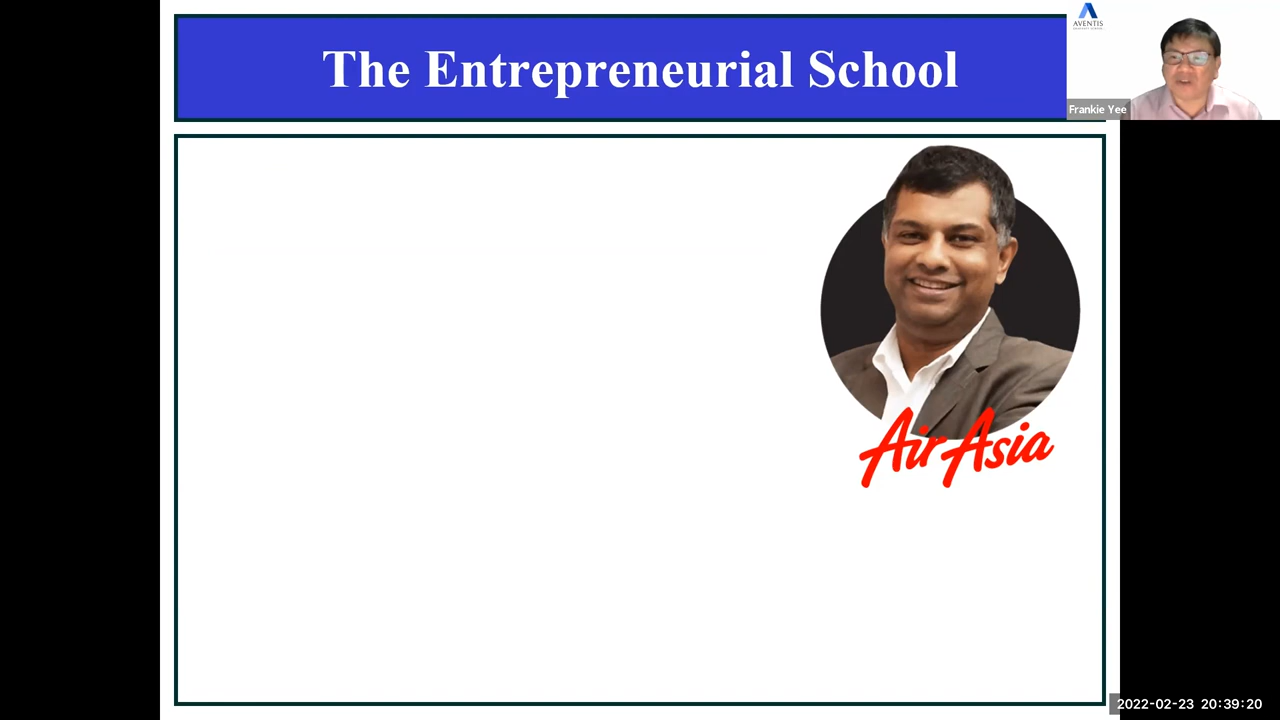 The Entrepreneurial School
AVENTIS
Frankie Yee
AirAsia
2022-02-23 20:39:20